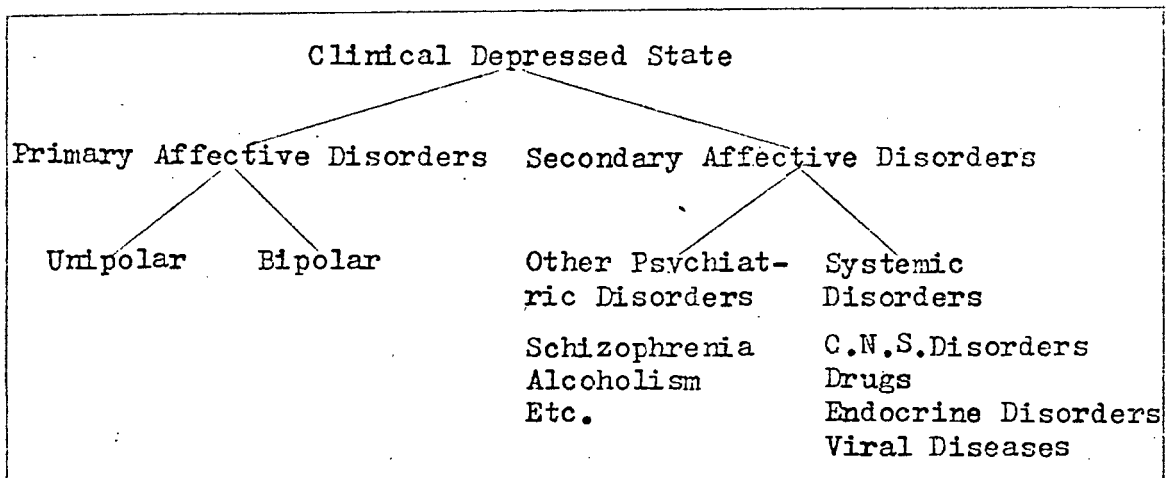 Clinical Depressed State
Primary Affective Disorders Secondary Affective Disorders
Unipolar Bipolar
Other Psychiat-
ric Disorders
Schizophrenia
Alcoholism
Etc.
Systemic
Disorders
C.N.S.Disorders
Drugs
Endocrine Disorders
Viral Diseases